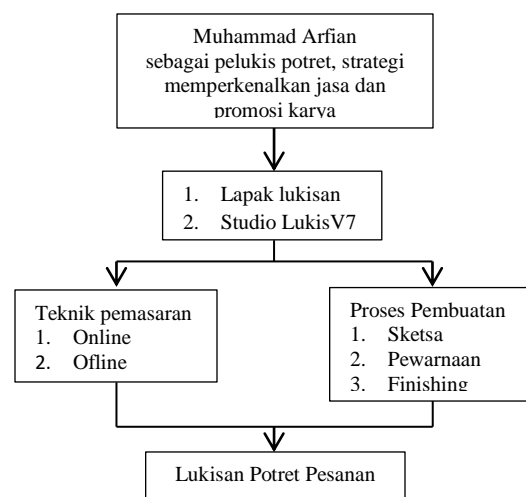 Muhammad Arfian
sebagai pelukis potret, strategi
memperkenalkan jasa dan
promosi karya
1. Lapak lukisan
2. Studio LukisV7
Teknik pemasaran
1. Online
2. Ofline
Proses Pembuatan
1. Sketsa
2. Pewarnaan
3. Finishing
Lukisan Potret Pesanan